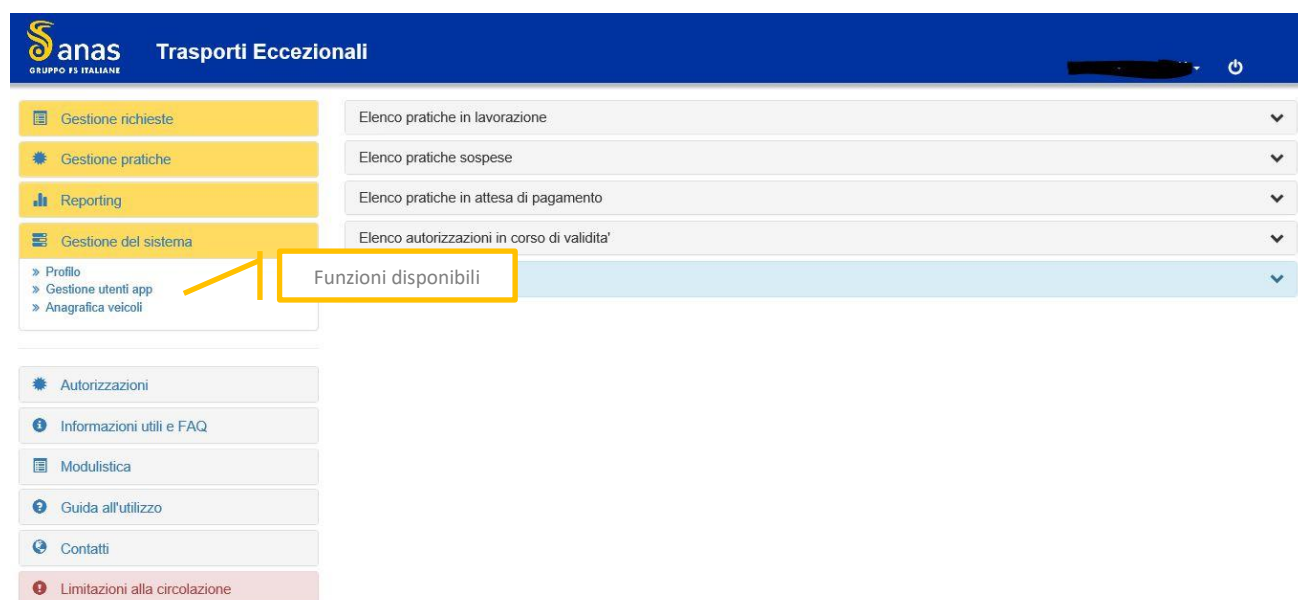 anas
GRUPPO FS ITALIANE
Trasporti Eccezionali
Gestione richieste
Gestione pratiche
Reporting
Gestione del sistema
» Profilo
» Gestione utenti app
» Anagrafica veicoli
Autorizzazioni
Informazioni utili e FAQ
Modulistica
Guida all'utilizzo
Contatti
Limitazioni alla circolazione
Elenco pratiche in lavorazione
Elenco pratiche sospese
Elenco pratiche in attesa di pagamento
Elenco autorizzazioni in corso di validita'
Funzioni disponibili